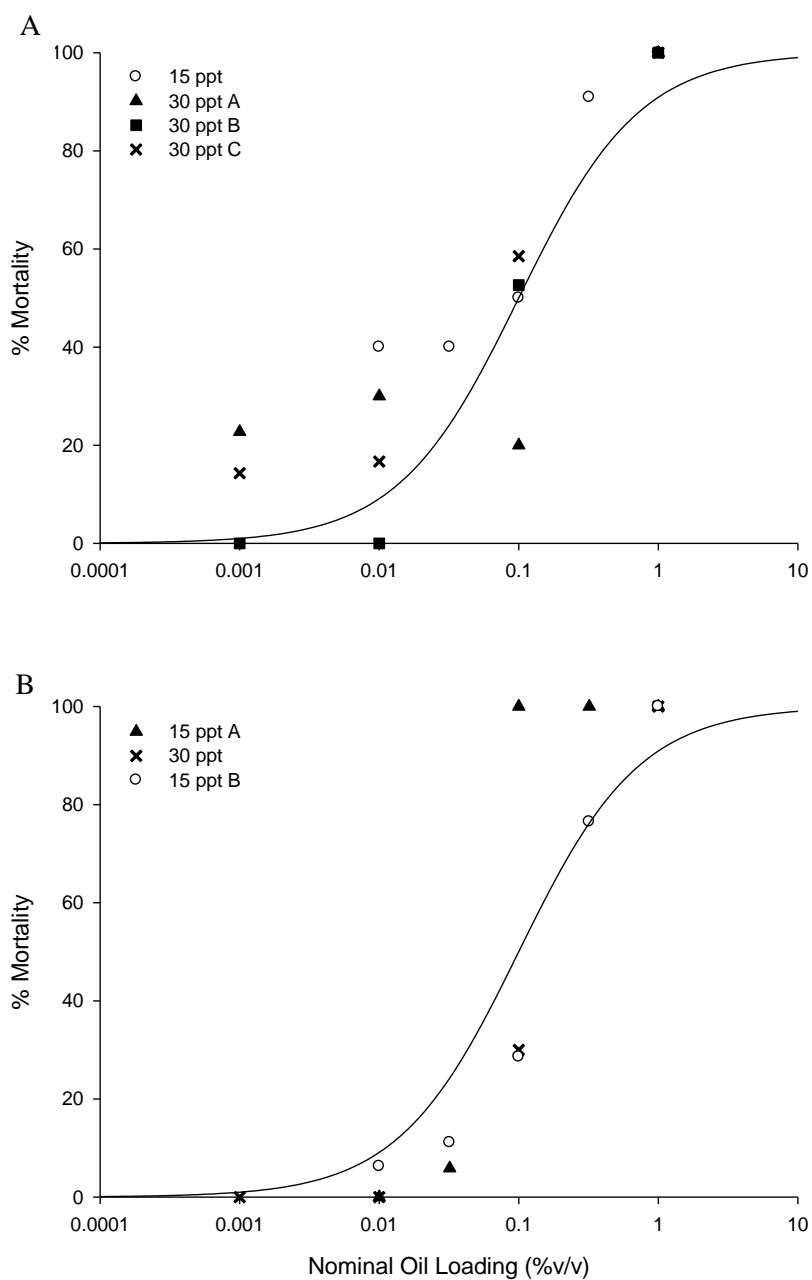 A
100
80
60
40
20
0
% Mortality
15 ppt
30 ppt A
30 ppt B
30 ppt C
0.0001 0.001 0.01 0.1 1 10
B
100
80
60
40
20
0
% Mortality
15 ppt A
30 ppt
15 ppt B
0.0001 0.001 0.01 0.1 1 10
Nominal Oil Loading (%v/v)